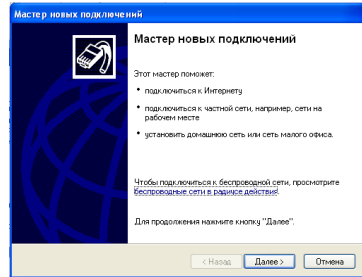 Мастер новых подключений
Мастер новых подключений
Этот мастер поможет:
• подключиться к Интернету
• подключиться к частной сети, например, сети на
рабочем месте
• установить домашнюю сеть или сеть малого офиса.
Чтобы подключиться к беспроводной сети, просмотрите
беспроводные сети в радиусе действия.
Для продолжения нажмите кнопку "Далее".
< Назад
Далее >
Отмена